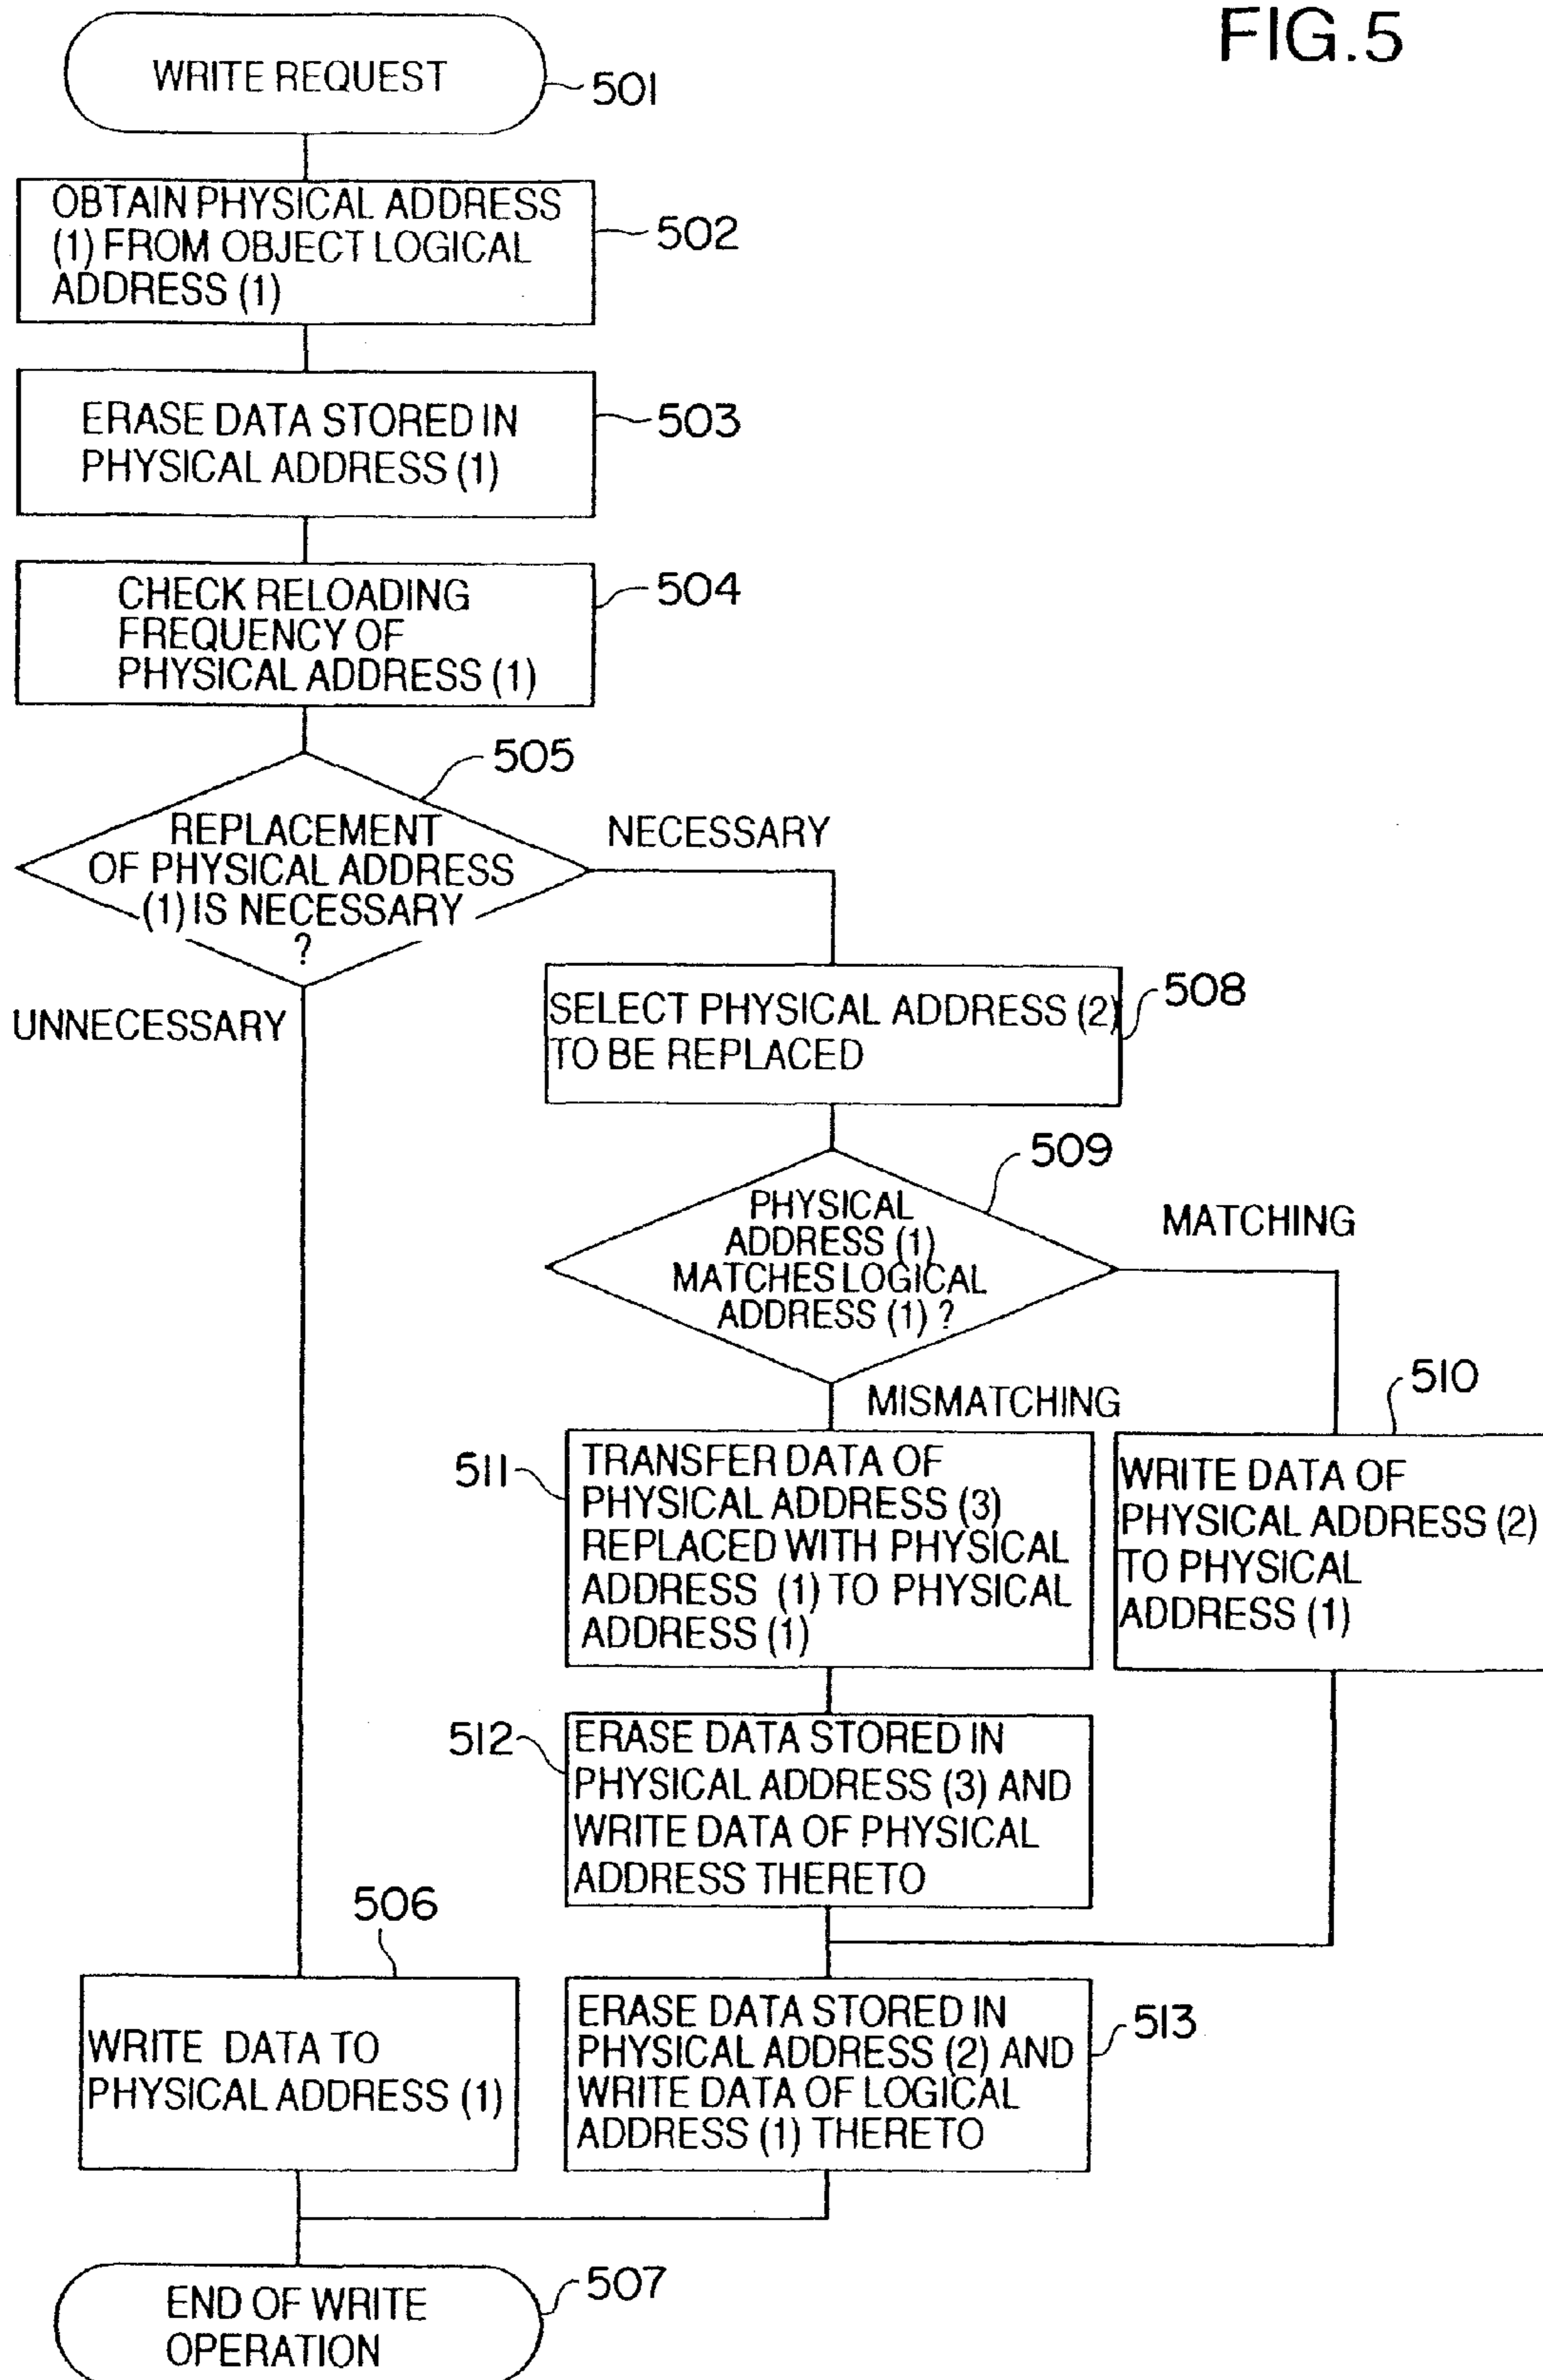 FIG.5
WRITE REQUEST
501
OBTAIN PHYSICAL ADDRESS
(1) FROM OBJECT LOGICAL
ADDRESS (1)
502
ERASE DATA STORED IN
PHYSICAL ADDRESS (1)
503
CHECK RELOADING
FREQUENCY OF
PHYSICAL ADDRESS (1)
504
505
REPLACEMENT
OF PHYSICAL ADDRESS
(1) IS NECESSARY
?
NECESSARY
UNNECESSARY
SELECT PHYSICAL ADDRESS (2)
TO BE REPLACED
508
509
PHYSICAL
ADDRESS (1)
MATCHES LOGICAL
ADDRESS (1) ?
MATCHING
MISMATCHING
510
511
TRANSFER DATA OF
PHYSICAL ADDRESS (3)
REPLACED WITH PHYSICAL
ADDRESS (1) TO PHYSICAL
ADDRESS (1)
WRITE DATA OF
PHYSICAL ADDRESS (2)
TO PHYSICAL
ADDRESS (1)
512
ERASE DATA STORED IN
PHYSICAL ADDRESS (3) AND
WRITE DATA OF PHYSICAL
ADDRESS THERETO
506
WRITE DATA TO
PHYSICAL ADDRESS (1)
ERASE DATA STORED IN
PHYSICAL ADDRESS (2) AND
WRITE DATA OF LOGICAL
ADDRESS (1) THERETO
513
END OF WRITE
OPERATION
507